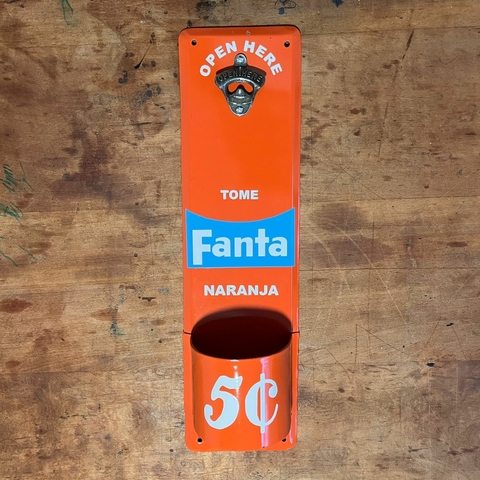 OPEN HERE
OPEN HERE
TOME
Fanta
NARANJA
5¢